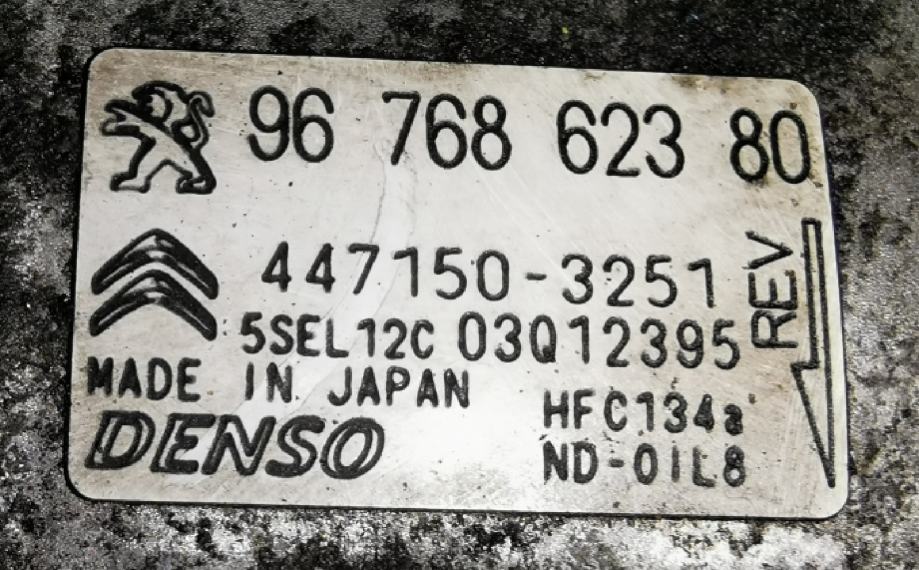 96 768 623 80
447150-3251
5SEL12C 03Q12395
REV
MADE IN JAPAN
HFC134a
DENSO
ND-OIL8